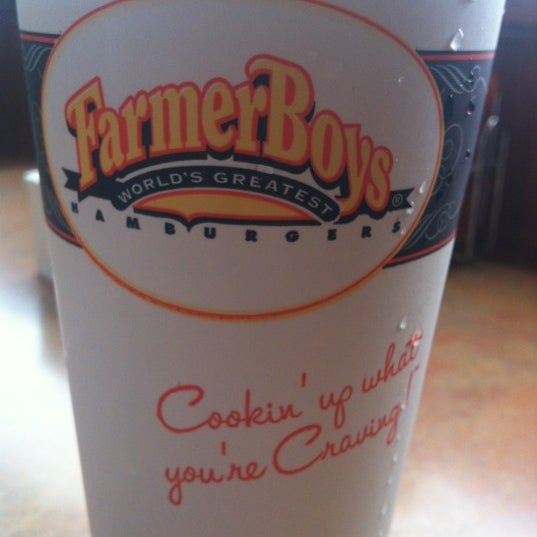 FarmerBoys
WORLD'S GREATEST
HAMBURGERS ®
Cookin' up what
you're Craving!